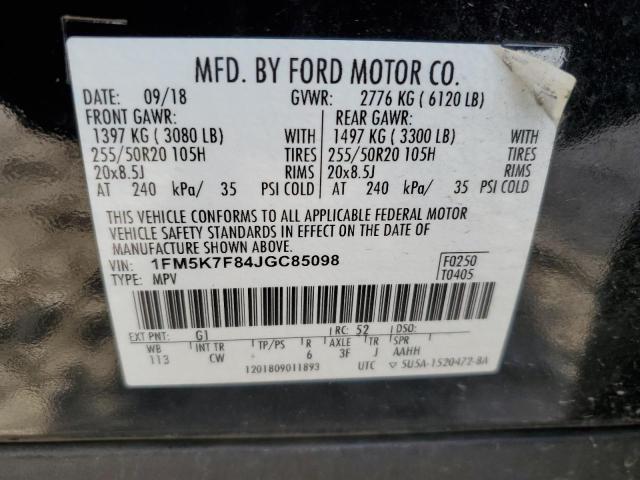 MFD. BY FORD MOTOR CO.
DATE: 09/18 GVWR: 2776 KG ( 6120 LB)
FRONT GAWR: REAR GAWR:
1397 KG ( 3080 LB) WITH 1497 KG ( 3300 LB) WITH
255/50R20 105H TIRES 255/50R20 105H TIRES
20x8.5J RIMS 20x8.5J RIMS
AT 240 kPa/ 35 PSI COLD AT 240 kPa/ 35 PSI COLD
THIS VEHICLE CONFORMS TO ALL APPLICABLE FEDERAL MOTOR
VEHICLE SAFETY STANDARDS IN EFFECT ON THE DATE OF
MANUFACTURE SHOWN ABOVE.
VIN: 1FM5K7F84JGC85098 F0250
TYPE: MPV T0405
EXT PNT: G1 RC: 52 DSO:
WB INT TR TP/PS R AXLE TR SPR
113 CW 6 3F J AAHH
1201809011893 UTC 5U5A-1520472-BA